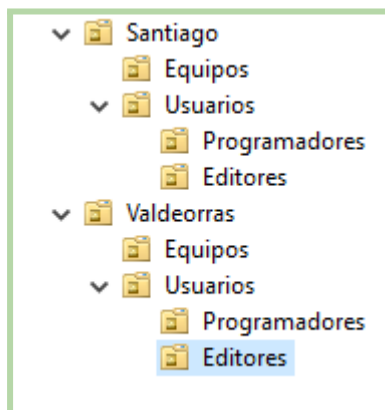 Santiago
Equipos
Usuarios
Programadores
Editores
Valdeorras
Equipos
Usuarios
Programadores
Editores